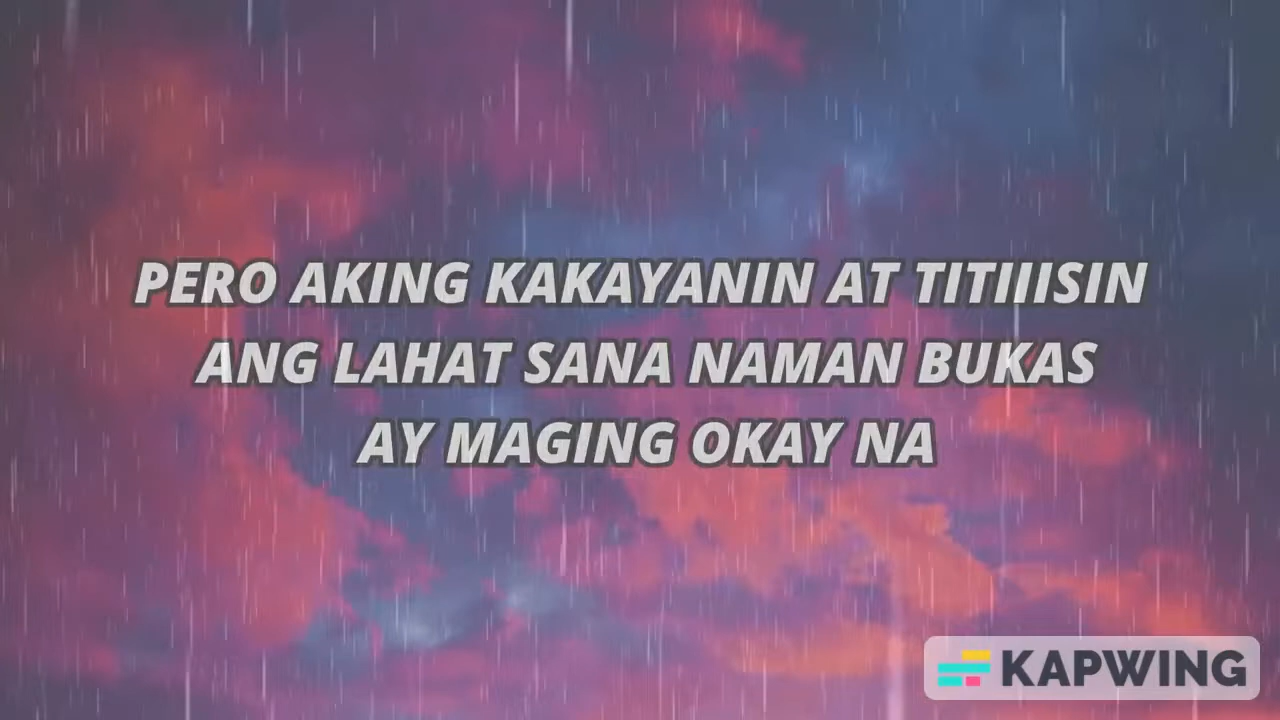 PERO AKING KAKAYANIN AT TITIIISIN
ANG LAHAT SANA NAMAN BUKAS
AY MAGING OKAY NA
KAPWING